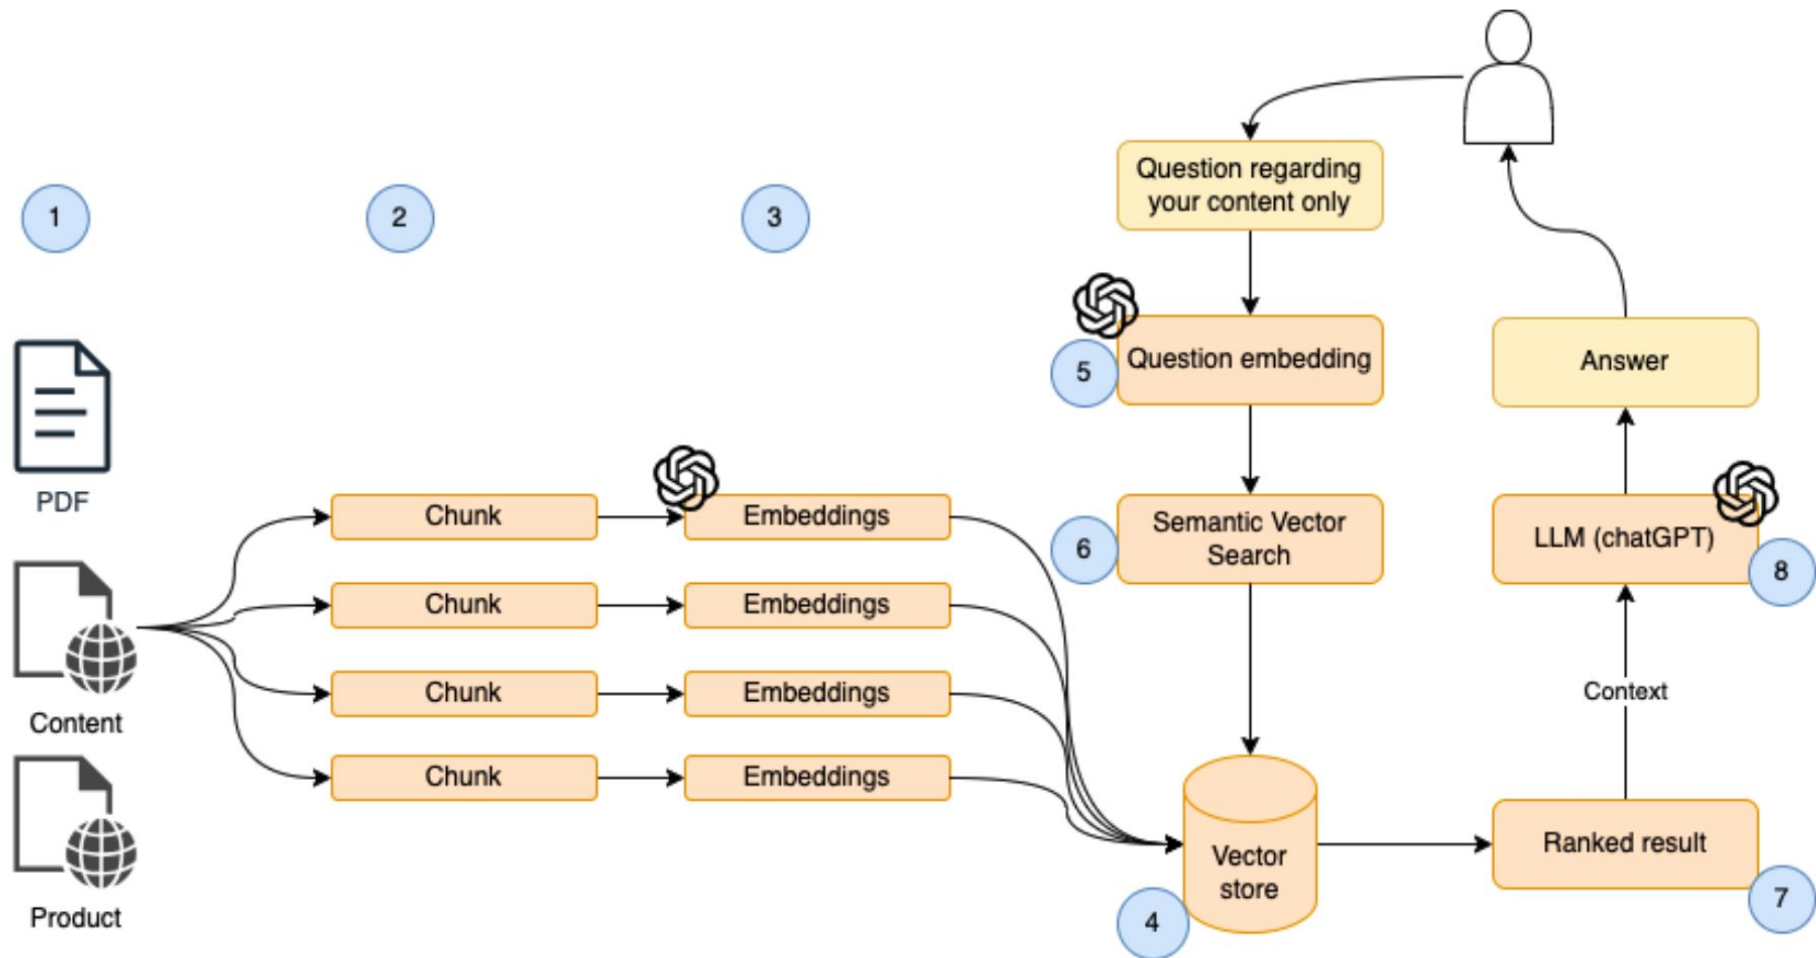 1
2
3
PDF
Content
Product
Chunk
Chunk
Chunk
Chunk
Embeddings
Embeddings
Embeddings
Embeddings
Question regarding
your content only
5
Question embedding
6
Semantic Vector
Search
Vector
store
4
Ranked result
7
Context
LLM (chatGPT)
8
Answer